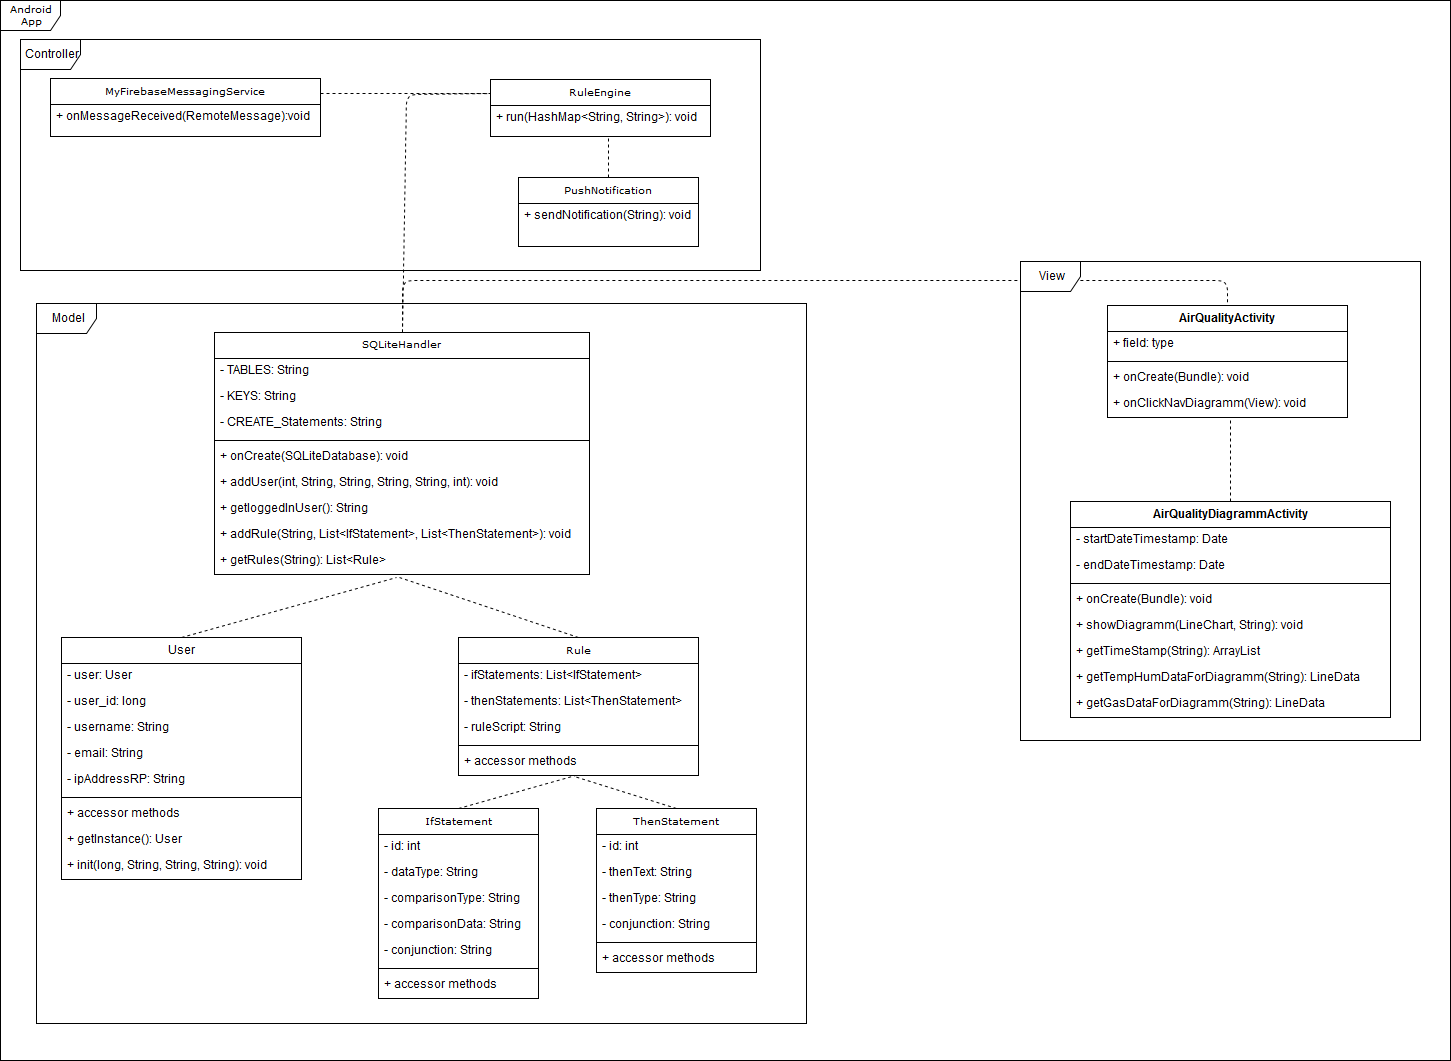 Android
App
Controller
MyFirebaseMessagingService
+ onMessageReceived(RemoteMessage):void
RuleEngine
+ run(HashMap<String, String>): void
PushNotification
+ sendNotification(String): void
Model
SQLiteHandler
- TABLES: String
- KEYS: String
- CREATE_Statements: String
+ onCreate(SQLiteDatabase): void
+ addUser(int, String, String, String, String, int): void
+ getloggedInUser(): String
+ addRule(String, List<IfStatement>, List<ThenStatement>): void
+ getRules(String): List<Rule>
User
- user: User
- user_id: long
- username: String
- email: String
- ipAddressRP: String
+ accessor methods
+ getInstance(): User
+ init(long, String, String, String): void
Rule
- ifStatements: List<IfStatement>
- thenStatements: List<ThenStatement>
- ruleScript: String
+ accessor methods
IfStatement
- id: int
- dataType: String
- comparisonType: String
- comparisonData: String
- conjunction: String
+ accessor methods
ThenStatement
- id: int
- thenText: String
- thenType: String
- conjunction: String
+ accessor methods
View
AirQualityActivity
+ field: type
+ onCreate(Bundle): void
+ onClickNavDiagramm(View): void
AirQualityDiagrammActivity
- startDateTimestamp: Date
- endDateTimestamp: Date
+ onCreate(Bundle): void
+ showDiagramm(LineChart, String): void
+ getTimeStamp(String): ArrayList
+ getTempHumDataForDiagramm(String): LineData
+ getGasDataForDiagramm(String): LineData